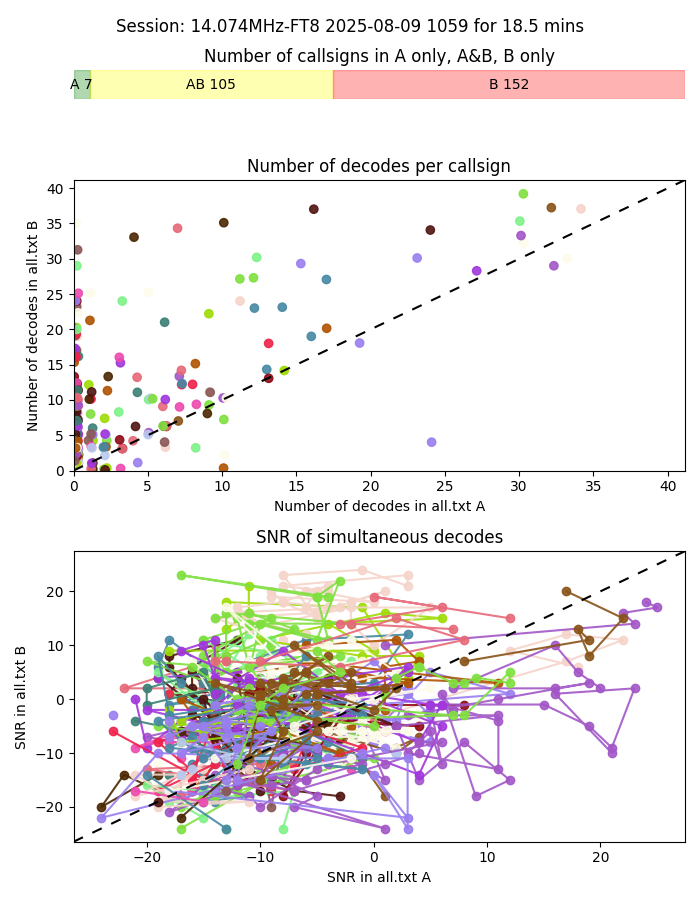 Session: 14.074MHz-FT8 2025-08-09 1059 for 18.5 mins
Number of callsigns in A only, A&B, B only
A 7 AB 105 B 152
Number of decodes per callsign
40
35
30
25
20
15
10
5
0
Number of decodes in all.txt B
0 5 10 15 20 25 30 35 40
Number of decodes in all.txt A
SNR of simultaneous decodes
20
10
0
−10
−20
SNR in all.txt B
−20 −10 0 10 20
SNR in all.txt A